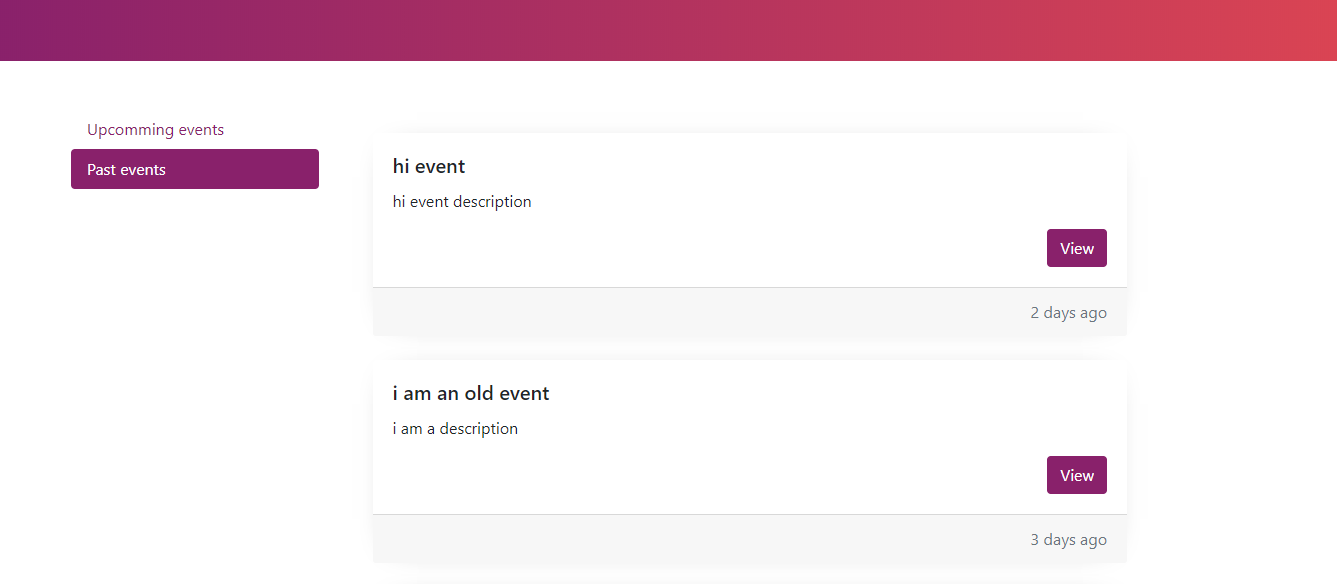 Upcomming events
Past events
hi event
hi event description
View
2 days ago
i am an old event
i am a description
View
3 days ago